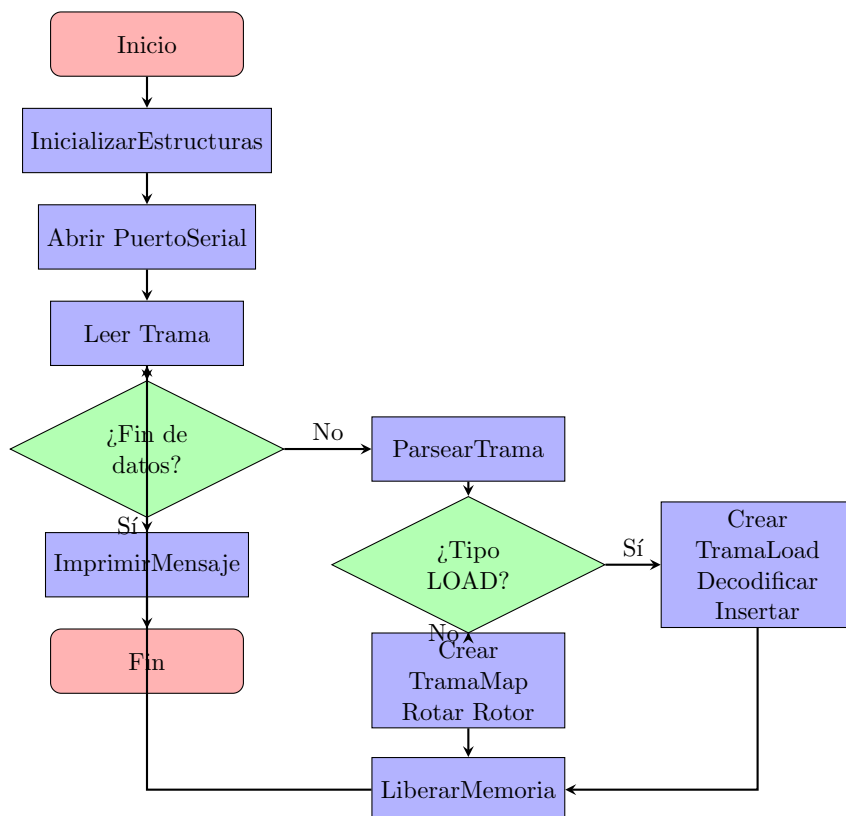 Inicio
InicializarEstructuras
Abrir PuertoSerial
Leer Trama
¿Fin de
datos?
No
ParsearTrama
Sí
ImprimirMensaje
Fin
¿Tipo
LOAD?
Sí
Crear
TramaLoad
Decodificar
Insertar
No
Crear
TramaMap
Rotar Rotor
LiberarMemoria